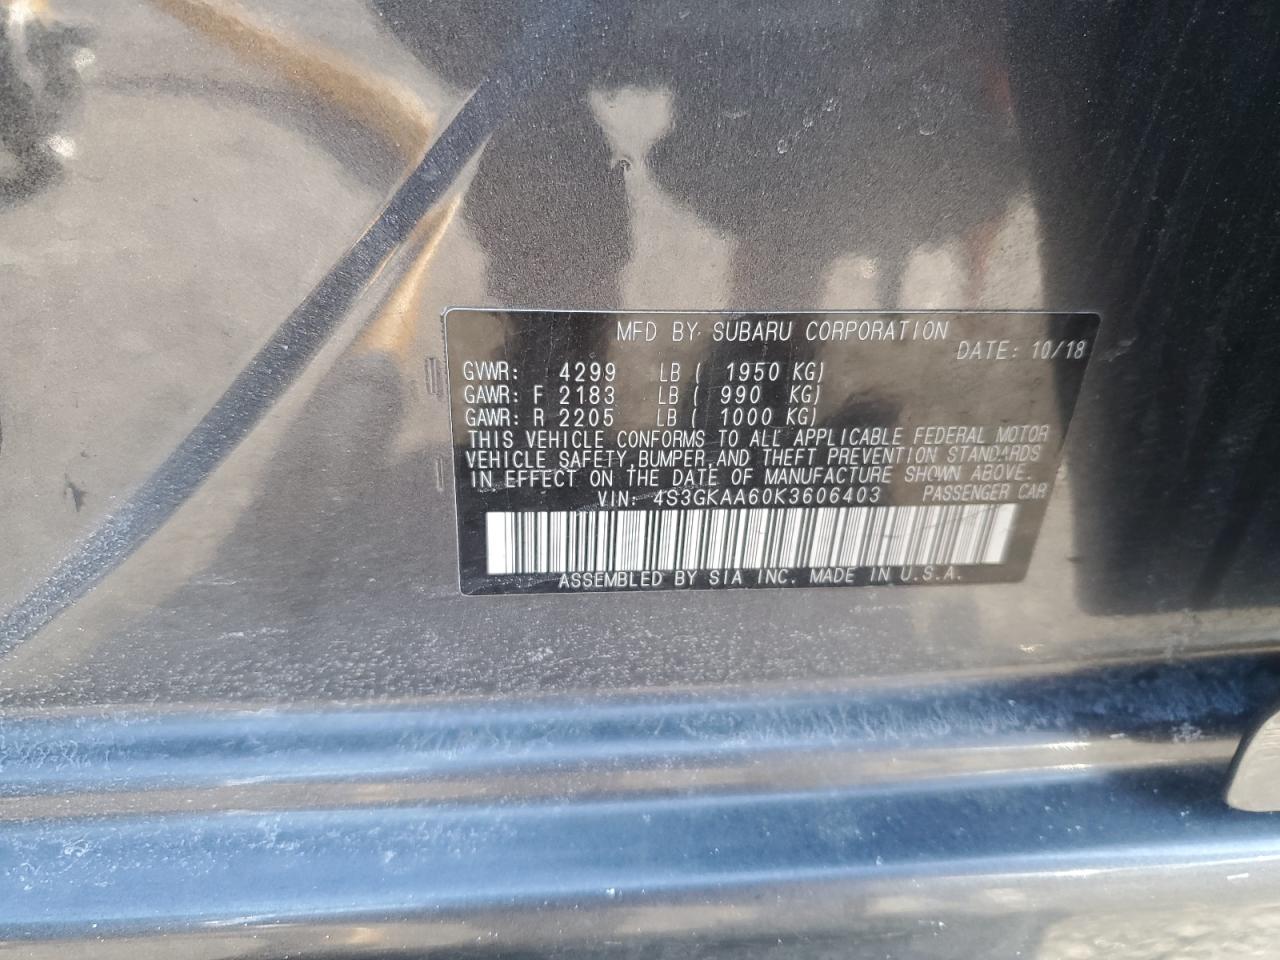 MFD BY SUBARU CORPORATION
DATE: 10/18
GVWR: 4299 LB ( 1950 KG)
GAWR: F 2183 LB ( 990 KG)
GAWR: R 2205 LB ( 1000 KG)
THIS VEHICLE CONFORMS TO ALL APPLICABLE FEDERAL MOTOR
VEHICLE SAFETY, BUMPER, AND THEFT PREVENTION STANDARDS
IN EFFECT ON THE DATE OF MANUFACTURE SHOWN ABOVE.
VIN: 4S3GKAA60K3606403 PASSENGER CAR
ASSEMBLED BY SIA INC. MADE IN U.S.A.